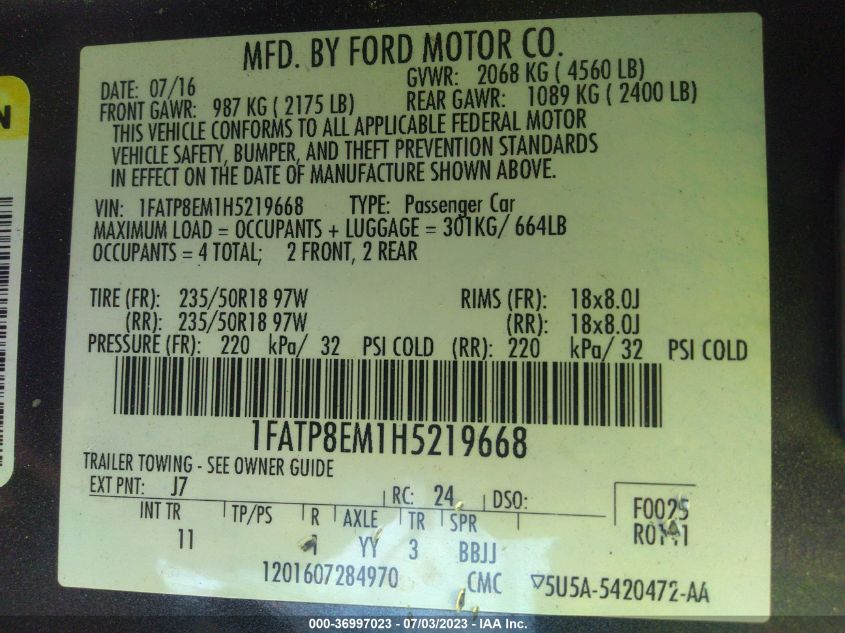 MFD. BY FORD MOTOR CO.
DATE: 07/16 GVWR: 2068 KG ( 4560 LB)
FRONT GAWR: 987 KG ( 2175 LB) REAR GAWR: 1089 KG ( 2400 LB)
THIS VEHICLE CONFORMS TO ALL APPLICABLE FEDERAL MOTOR
VEHICLE SAFETY, BUMPER, AND THEFT PREVENTION STANDARDS
IN EFFECT ON THE DATE OF MANUFACTURE SHOWN ABOVE.
VIN: 1FATP8EM1H5219668 TYPE: Passenger Car
MAXIMUM LOAD = OCCUPANTS + LUGGAGE = 301KG/ 664LB
OCCUPANTS = 4 TOTAL; 2 FRONT, 2 REAR
TIRE (FR): 235/50R18 97W RIMS (FR): 18x8.0J
(RR): 235/50R18 97W (RR): 18x8.0J
PRESSURE (FR): 220 kPa/ 32 PSI COLD (RR): 220 kPa/ 32 PSI COLD
1FATP8EM1H5219668
TRAILER TOWING - SEE OWNER GUIDE
EXT PNT: J7 RC: 24 DSO:
INT TR TP/PS R AXLE TR SPR
11 YY 3 BBJJ
F0025
1201607284970 CMC 5U5A-5420472-AA
000-36997023 - 07/03/2023 - IAA Inc.